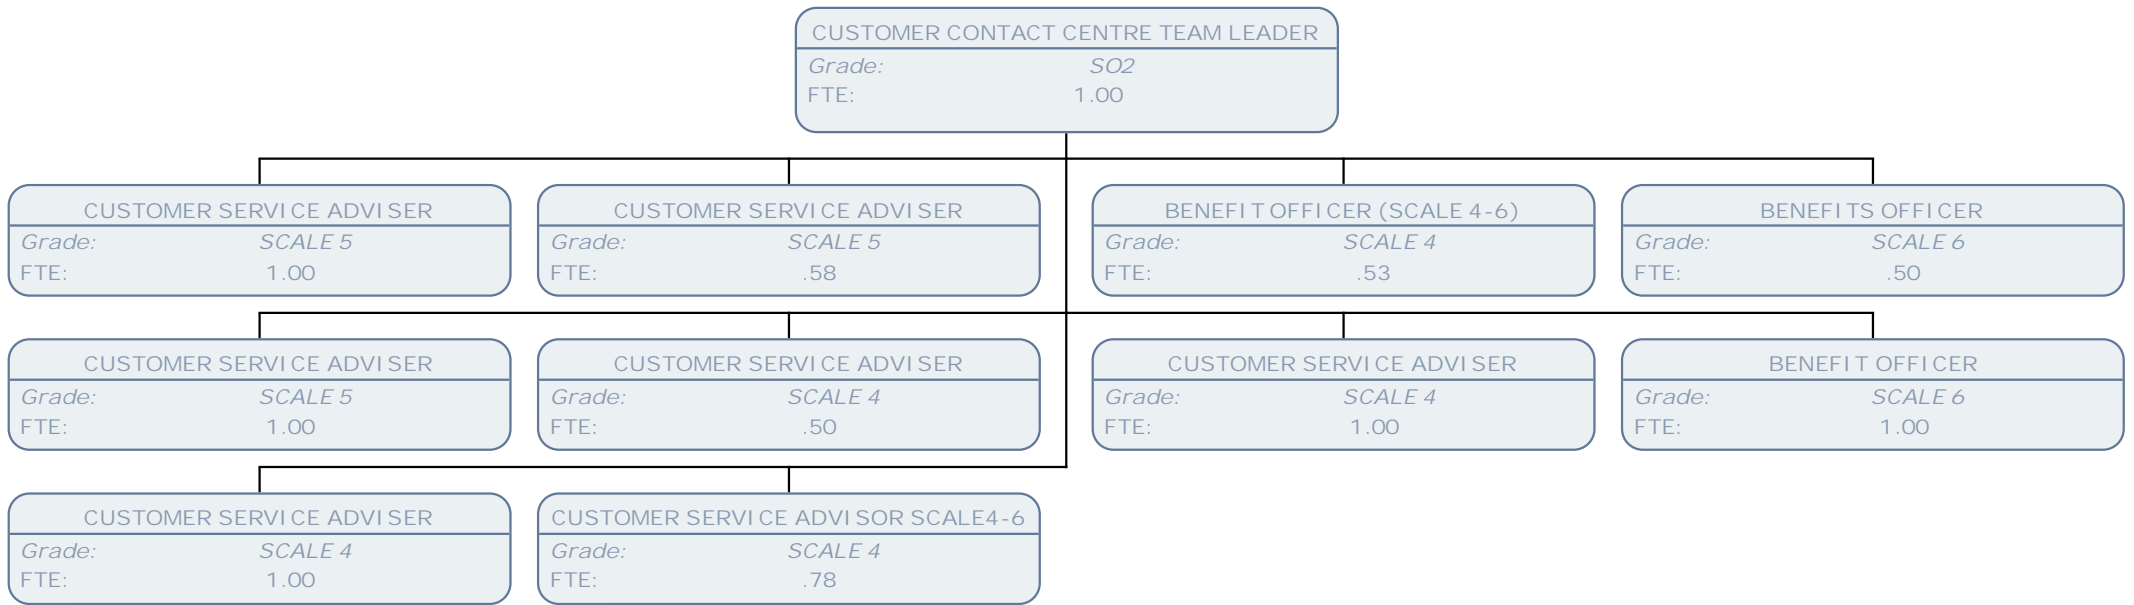 CUSTOMER CONTACT CENTRE TEAM LEADER
Grade: SO2
FTE: 1.00
CUSTOMER SERVICE ADVISER
Grade: SCALE 5
FTE: 1.00
CUSTOMER SERVICE ADVISER
Grade: SCALE 5
FTE: .58
BENEFIT OFFICER (SCALE 4-6)
Grade: SCALE 4
FTE: .53
BENEFITS OFFICER
Grade: SCALE 6
FTE: .50
CUSTOMER SERVICE ADVISER
Grade: SCALE 5
FTE: 1.00
CUSTOMER SERVICE ADVISER
Grade: SCALE 4
FTE: .50
CUSTOMER SERVICE ADVISER
Grade: SCALE 4
FTE: 1.00
BENEFIT OFFICER
Grade: SCALE 6
FTE: 1.00
CUSTOMER SERVICE ADVISER
Grade: SCALE 4
FTE: 1.00
CUSTOMER SERVICE ADVISOR SCALE4-6
Grade: SCALE 4
FTE: .78